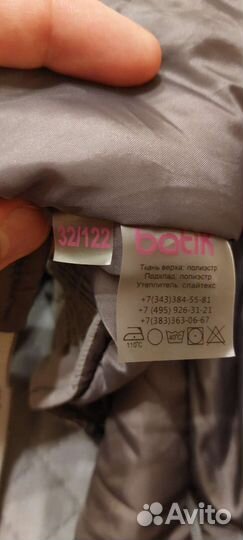 32/122
batik
Ткань верха: полиэстр
Подклад: полиэстр
Утеплитель: слайтекс
+7(343)384-55-81
+7 (495) 926-31-21
+7(383)363-06-67
110°C
Avito